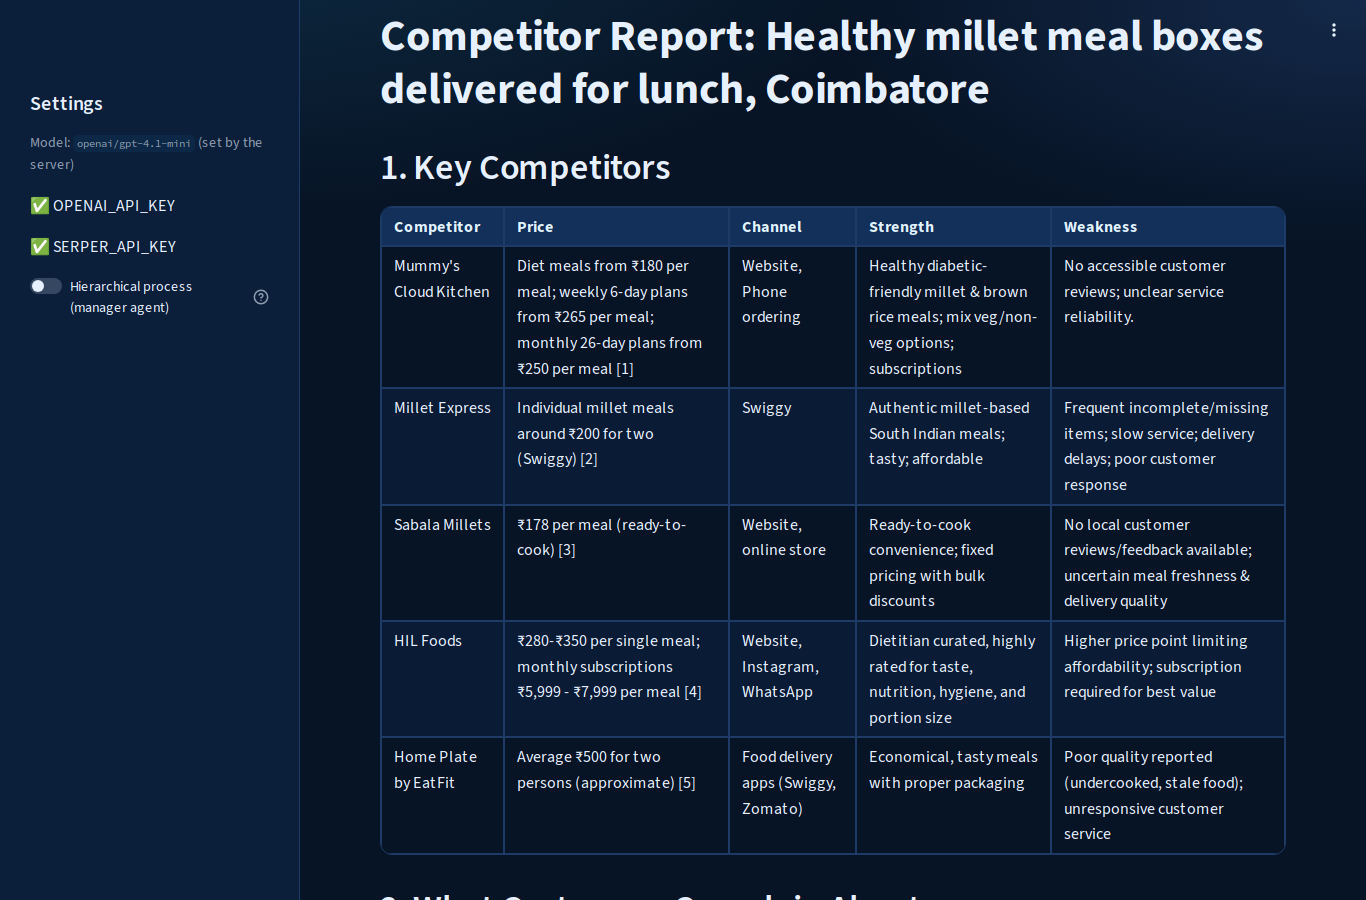 Settings
Model: openai/gpt-4.1-mini (set by the
server)
✅ OPENAI_API_KEY
✅ SERPER_API_KEY
Hierarchical process
(manager agent)
Competitor Report: Healthy millet meal boxes
delivered for lunch, Coimbatore
1. Key Competitors
Competitor Price Channel Strength Weakness
Mummy's
Cloud Kitchen
Diet meals from ₹180 per
meal; weekly 6-day plans
from ₹265 per meal;
monthly 26-day plans from
₹250 per meal [1]
Website,
Phone
ordering
Healthy diabetic-
friendly millet & brown
rice meals; mix veg/non-
veg options;
subscriptions
No accessible customer
reviews; unclear service
reliability.
Millet Express
Individual millet meals
around ₹200 for two
(Swiggy) [2]
Swiggy
Authentic millet-based
South Indian meals;
tasty; affordable
Frequent incomplete/missing
items; slow service; delivery
delays; poor customer
response
Sabala Millets
₹178 per meal (ready-to-
cook) [3]
Website,
online store
Ready-to-cook
convenience; fixed
pricing with bulk
discounts
No local customer
reviews/feedback available;
uncertain meal freshness &
delivery quality
HIL Foods
₹280-₹350 per single meal;
monthly subscriptions
₹5,999 - ₹7,999 per meal [4]
Website,
Instagram,
WhatsApp
Dietitian curated, highly
rated for taste,
nutrition, hygiene, and
portion size
Higher price point limiting
affordability; subscription
required for best value
Home Plate
by EatFit
Average ₹500 for two
persons (approximate) [5]
Food delivery
apps (Swiggy,
Zomato)
Economical, tasty meals
with proper packaging
Poor quality reported
(undercooked, stale food);
unresponsive customer
service